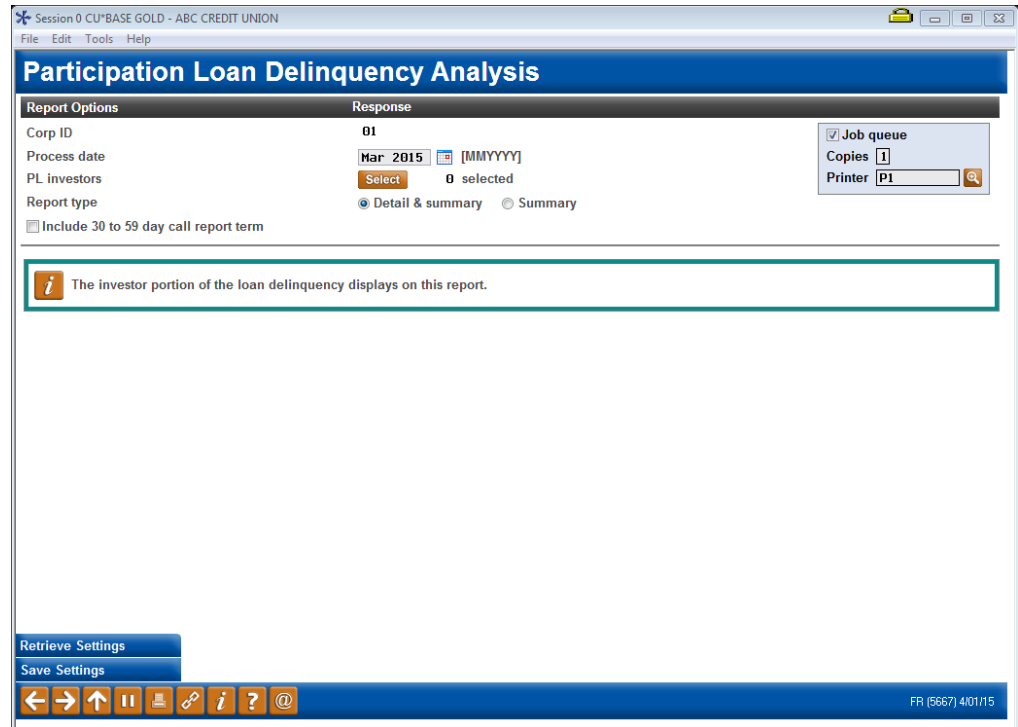 Session 0 CU*BASE GOLD - ABC CREDIT UNION
File Edit Tools Help
Participation Loan Delinquency Analysis
Report Options Response
Corp ID 01
Process date Mar 2015 [MMYYYY]
PL investors Select 0 selected
Report type Detail & summary Summary
Include 30 to 59 day call report term
Job queue
Copies 1
Printer P1
i The investor portion of the loan delinquency displays on this report.
Retrieve Settings
Save Settings
i ? @ FR (5667) 4/01/15